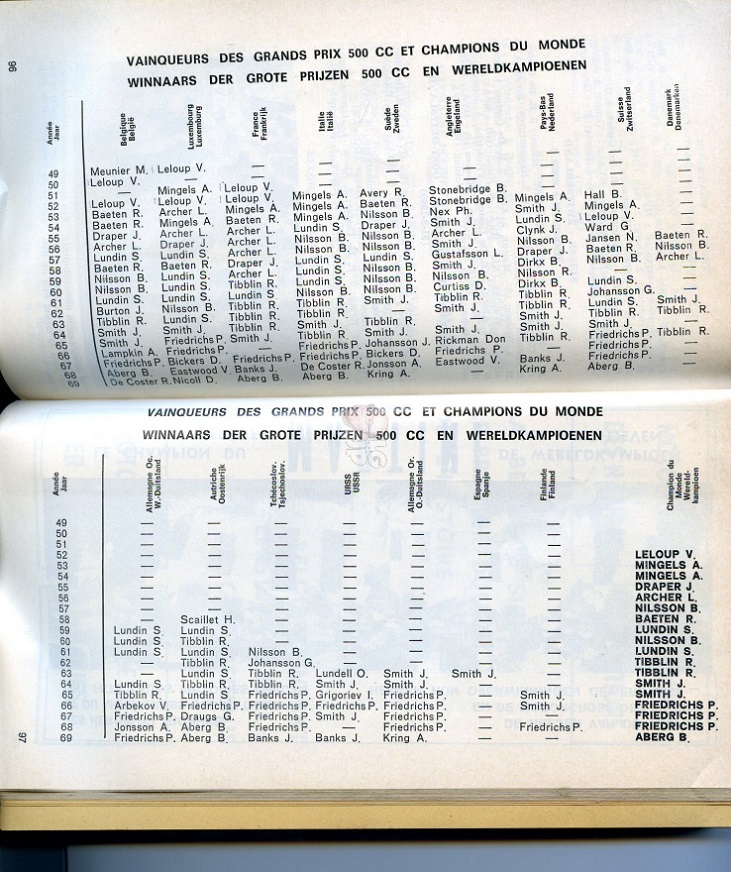 96
VAINQUEURS DES GRANDS PRIX 500 CC ET CHAMPIONS DU MONDE
WINNAARS DER GROTE PRIJZEN 500 CC EN WERELDKAMPIOENEN
Année Jaar Belgique België Luxembourg Luxemburg France Frankrijk Italie Italië Suède Zweden Angleterre Engeland Pays-Bas Nederland Suisse Zwitserland Danemark Denemarken
49 Meunier M. Leloup V. — — — — — — —
50 Leloup V. — — — — — — — —
51 — Mingels A. Leloup V. — — — — — —
52 Leloup V. Leloup V. Leloup V. Mingels A. Avery R. Stonebridge B. — — —
53 Baeten R. Archer L. Mingels A. Mingels A. Baeten R. Stonebridge B. Mingels A. Hall B. —
54 Baeten R. Mingels A. Baeten R. Mingels A. Nilsson B. Nex Ph. Smith J. Mingels A. —
55 Draper J. Archer L. Archer L. Lundin S. Draper J. Smith J. Lundin S. Leloup V. —
56 Archer L. Draper J. Archer L. Nilsson B. Nilsson B. Archer L. Clynk J. Ward G. —
57 Lundin S. Lundin S. Archer L. Nilsson B. Nilsson B. Smith J. Nilsson B. Jansen N. Baeten R.
58 Baeten R. Baeten R. Draper J. Lundin S. Nilsson B. Gustafsson L. Draper J. Baeten R. Nilsson B.
59 Nilsson B. Lundin S. Archer L. Lundin S. Lundin S. Smith J. Dirkx B. Nilsson B. Archer L.
60 Nilsson B. Lundin S. Tibblin R. Lundin S. Nilsson B. Nilsson B. Nilsson R. — —
61 Lundin S. Lundin S. Lundin S. Lundin S. Nilsson B. Curtiss D. Dirkx B. Lundin S. —
62 Burton J. Nilsson B. Tibblin R. Tibblin R. Smith J. Tibblin R. Tibblin R. Johansson G. —
63 Tibblin R. Lundin S. Tibblin R. Tibblin R. — Smith J. Tibblin R. Lundin S. Smith J.
64 Smith J. Smith J. Tibblin R. Smith J. Tibblin R. — Smith J. Tibblin R. Tibblin R.
65 Smith J. Friedrichs P. Smith J. Tibblin R. Smith J. Smith J. Smith J. Smith J. —
66 Lampkin A. Friedrichs P. — Friedrichs P. Johansson J. Rickman Don Tibblin R. Friedrichs P. Tibblin R.
67 Friedrichs P. Bickers D. Friedrichs P. Friedrichs P. Bickers D. Friedrichs P. — Friedrichs P. —
68 Aberg B. Eastwood V. Banks J. De Coster R. Jonsson A. Eastwood V. Banks J. Friedrichs P. —
69 De Coster R. Nicoll D. Aberg B. Aberg B. Kring A. — Kring A. Aberg B. —
VAINQUEURS DES GRANDS PRIX 500 CC ET CHAMPIONS DU MONDE
WINNAARS DER GROTE PRIJZEN 500 CC EN WERELDKAMPIOENEN
Année Jaar Allemagne Oc. W.-Duitsland Autriche Oostenrijk Tchécoslov. Tsjechoslov. URSS USSR Allemagne Or. O.-Duitsland Espagne Spanje Finlande Finland Champion du Monde Wereld- kampioen
49 — — — — — — —
50 — — — — — — —
51 — — — — — — —
52 — — — — — — — LELOUP V.
53 — — — — — — — MINGELS A.
54 — — — — — — — MINGELS A.
55 — — — — — — — DRAPER J.
56 — — — — — — — ARCHER L.
57 — — — — — — — NILSSON B.
58 — Scaillet H. — — — — — BAETEN R.
59 Lundin S. Lundin S. — — — — — LUNDIN S.
60 Lundin S. Tibblin R. — — — — — NILSSON B.
61 Lundin S. Lundin S. Nilsson B. — — — — LUNDIN S.
62 — Tibblin R. Johansson G. — — — — TIBBLIN R.
63 — Lundin S. Tibblin R. Lundell O. Smith J. Smith J. — TIBBLIN R.
64 Lundin S. Tibblin R. Tibblin R. Smith J. Smith J. — — SMITH J.
65 Tibblin R. Lundin S. Friedrichs P. Grigoriev I. Friedrichs P. — Smith J. SMITH J.
66 Arbekov V. Friedrichs P. Friedrichs P. Friedrichs P. Friedrichs P. — Smith J. FRIEDRICHS P.
67 Friedrichs P. Draugs G. Friedrichs P. Smith J. Friedrichs P. — — FRIEDRICHS P.
68 Jonsson A. Aberg B. Friedrichs P. — Friedrichs P. — Friedrichs P. FRIEDRICHS P.
69 Friedrichs P. Aberg B. Banks J. Banks J. Kring A. — — ABERG B.
97